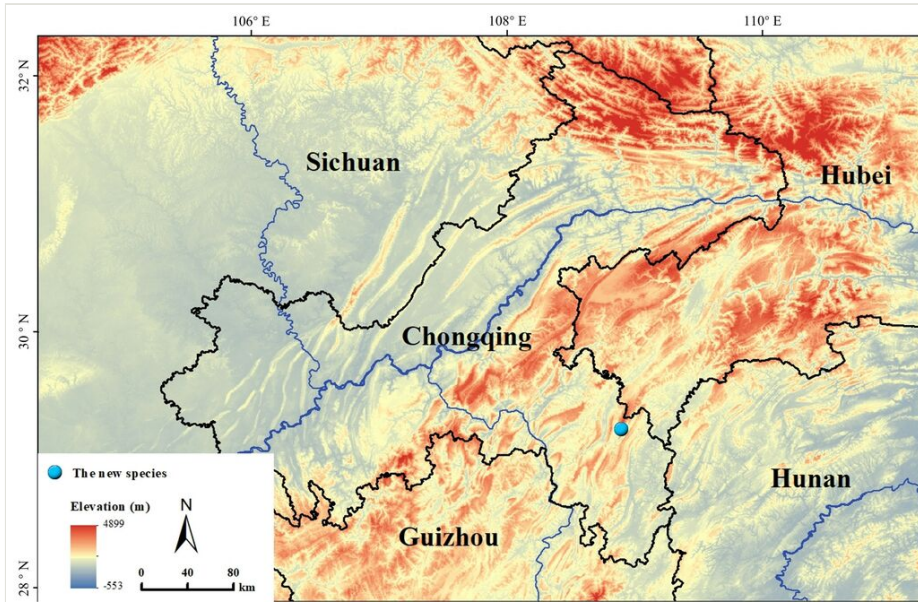 106° E
108° E
110° E
32° N
Sichuan
Hubei
30° N
Chongqing
The new species
Hunan
Elevation (m)
4899
N
Guizhou
-553
0 40 80
km
28° N